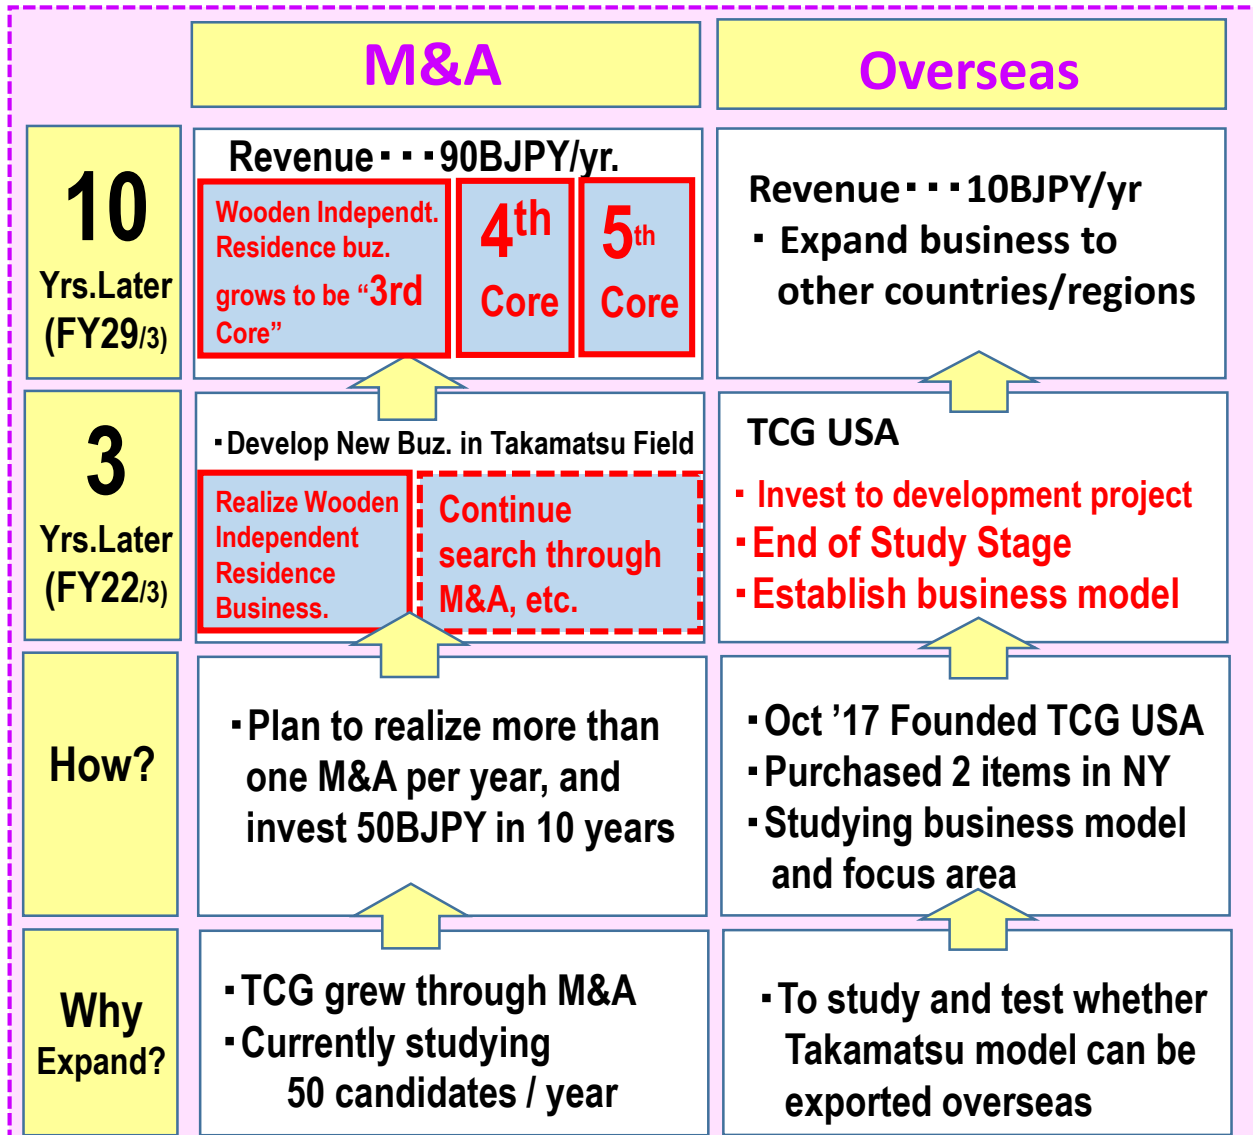 M&A
Overseas
10
Yrs.Later
(FY29/3)
Revenue・・・90BJPY/yr.
Wooden Independt.
Residence buz.
grows to be “3rd
Core”
4th
Core
5th
Core
Revenue・・・10BJPY/yr
・Expand business to
other countries/regions
3
Yrs.Later
(FY22/3)
・Develop New Buz. in Takamatsu Field
Realize Wooden
Independent
Residence
Business.
Continue
search through
M&A, etc.
TCG USA
・Invest to development project
・End of Study Stage
・Establish business model
How?
・Plan to realize more than
one M&A per year, and
invest 50BJPY in 10 years
・Oct ’17 Founded TCG USA
・Purchased 2 items in NY
・Studying business model
and focus area
Why
Expand?
・TCG grew through M&A
・Currently studying
50 candidates / year
・To study and test whether
Takamatsu model can be
exported overseas